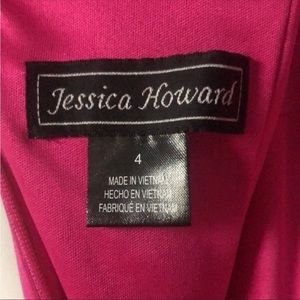 Jessica Howard
4
MADE IN VIETNAM
HECHO EN VIETNAM
FABRIQUÉ EN VIETNAM